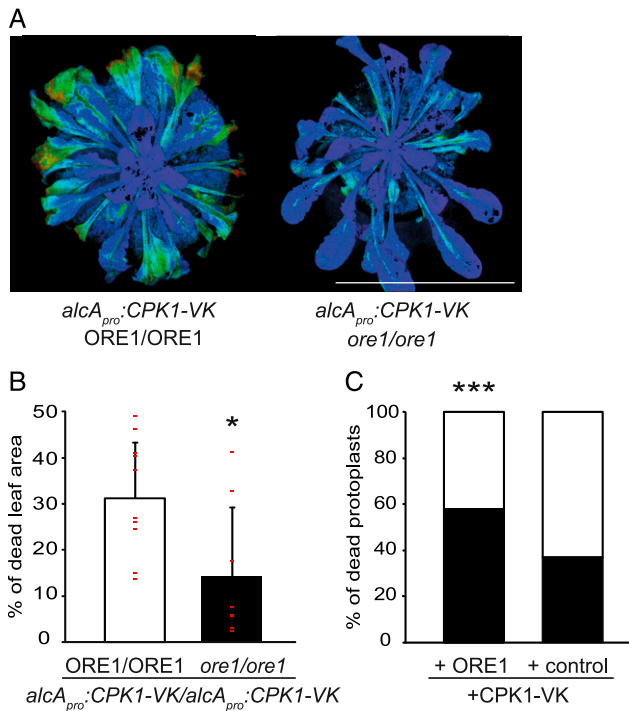 A
alcApro:CPK1-VK
ORE1/ORE1
alcApro:CPK1-VK
ore1/ore1
B
% of dead leaf area
50
40
30
20
10
0
*
ORE1/ORE1
ore1/ore1
alcApro:CPK1-VK/alcApro:CPK1-VK
C
% of dead protoplasts
100
80
60
40
20
0
***
+ ORE1
+ control
+CPK1-VK